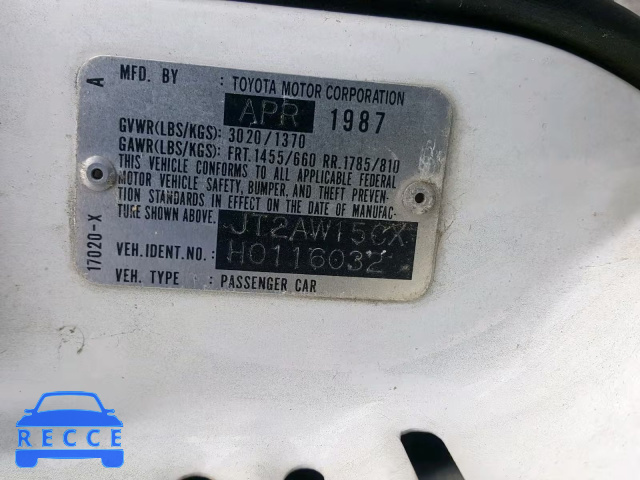 A
MFD. BY : TOYOTA MOTOR CORPORATION
APR 1987
GVWR(LBS/KGS): 3020/1370
GAWR(LBS/KGS): FRT. 1455/660 RR. 1785/810
THIS VEHICLE CONFORMS TO ALL APPLICABLE FEDERAL
MOTOR VEHICLE SAFETY, BUMPER, AND THEFT PREVEN-
TION STANDARDS IN EFFECT ON THE DATE OF MANUFAC-
TURE SHOWN ABOVE.
JT2AW15CX
VEH. IDENT. NO.: H0116032
VEH. TYPE : PASSENGER CAR
17020-X
RECCE